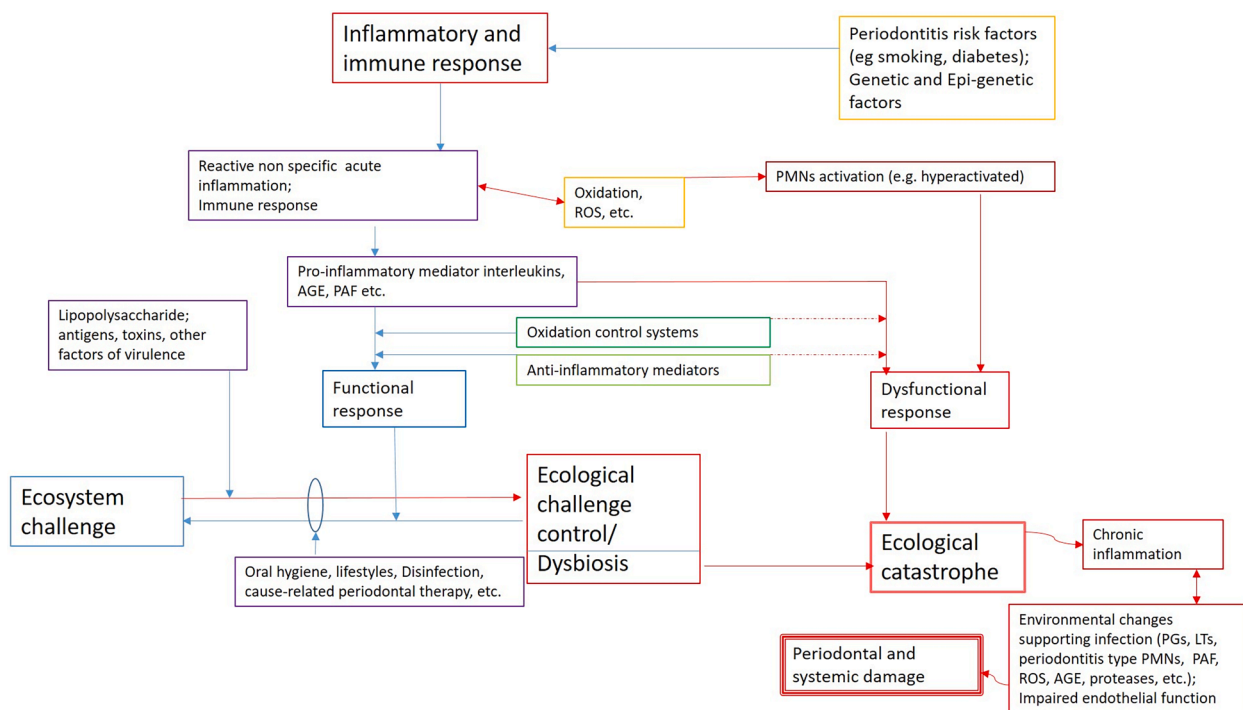 Inflammatory and
immune response
Periodontitis risk factors
(eg smoking, diabetes);
Genetic and Epi-genetic
factors
Reactive non specific acute
inflammation;
Immune response
Oxidation,
ROS, etc.
PMNs activation (e.g. hyperactivated)
Pro-inflammatory mediator interleukins,
AGE, PAF etc.
Lipopolysaccharide;
antigens, toxins, other
factors of virulence
Oxidation control systems
Anti-inflammatory mediators
Functional
response
Dysfunctional
response
Ecosystem
challenge
Ecological
challenge
control/
Dysbiosis
Oral hygiene, lifestyles, Disinfection,
cause-related periodontal therapy, etc.
Ecological
catastrophe
Chronic
inflammation
Environmental changes
supporting infection (PGs, LTs,
periodontitis type PMNs, PAF,
ROS, AGE, proteases, etc.);
Impaired endothelial function
Periodontal and
systemic damage